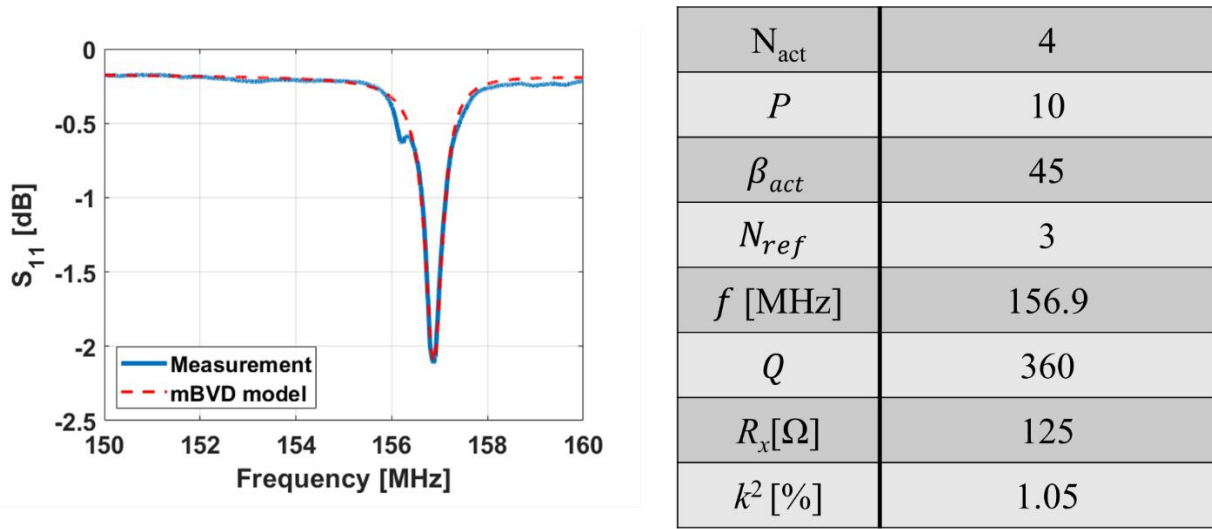 0
-0.5
-1
-1.5
-2
-2.5
S11 [dB]
Measurement
mBVD model
150 152 154 156 158 160
Frequency [MHz]
Nact 4
P 10
βact 45
Nref 3
f [MHz] 156.9
Q 360
Rx[Ω] 125
k² [%] 1.05